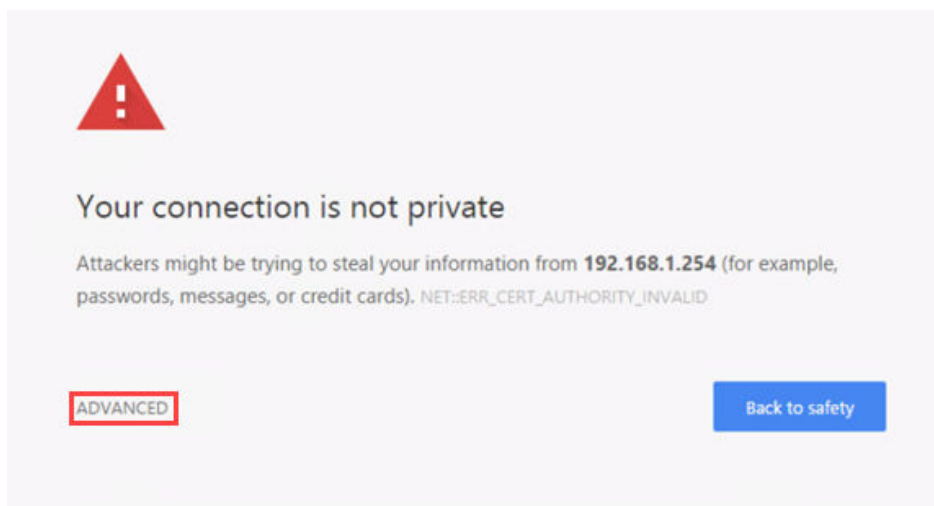 Your connection is not private
Attackers might be trying to steal your information from 192.168.1.254 (for example,
passwords, messages, or credit cards). NET::ERR_CERT_AUTHORITY_INVALID
ADVANCED
Back to safety